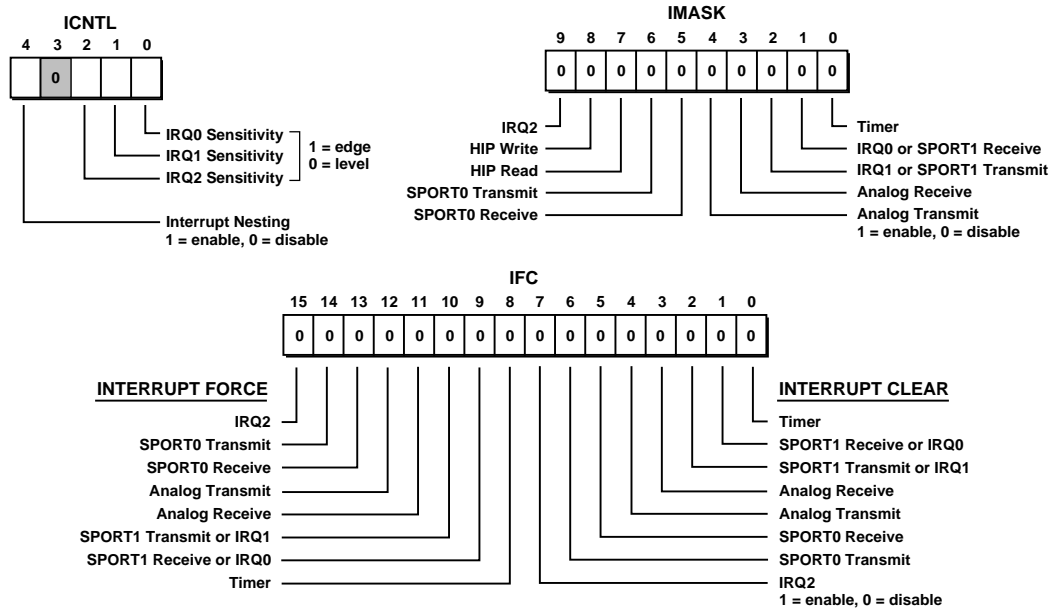 ICNTL
4 3 2 1 0
0
IRQ0 Sensitivity
IRQ1 Sensitivity
IRQ2 Sensitivity
1 = edge
0 = level
Interrupt Nesting
1 = enable, 0 = disable
IMASK
9 8 7 6 5 4 3 2 1 0
0 0 0 0 0 0 0 0 0 0
IRQ2
HIP Write
HIP Read
SPORT0 Transmit
SPORT0 Receive
Timer
IRQ0 or SPORT1 Receive
IRQ1 or SPORT1 Transmit
Analog Receive
Analog Transmit
1 = enable, 0 = disable
IFC
15 14 13 12 11 10 9 8 7 6 5 4 3 2 1 0
0 0 0 0 0 0 0 0 0 0 0 0 0 0 0 0
INTERRUPT FORCE
IRQ2
SPORT0 Transmit
SPORT0 Receive
Analog Transmit
Analog Receive
SPORT1 Transmit or IRQ1
SPORT1 Receive or IRQ0
Timer
INTERRUPT CLEAR
Timer
SPORT1 Receive or IRQ0
SPORT1 Transmit or IRQ1
Analog Receive
Analog Transmit
SPORT0 Receive
SPORT0 Transmit
IRQ2
1 = enable, 0 = disable